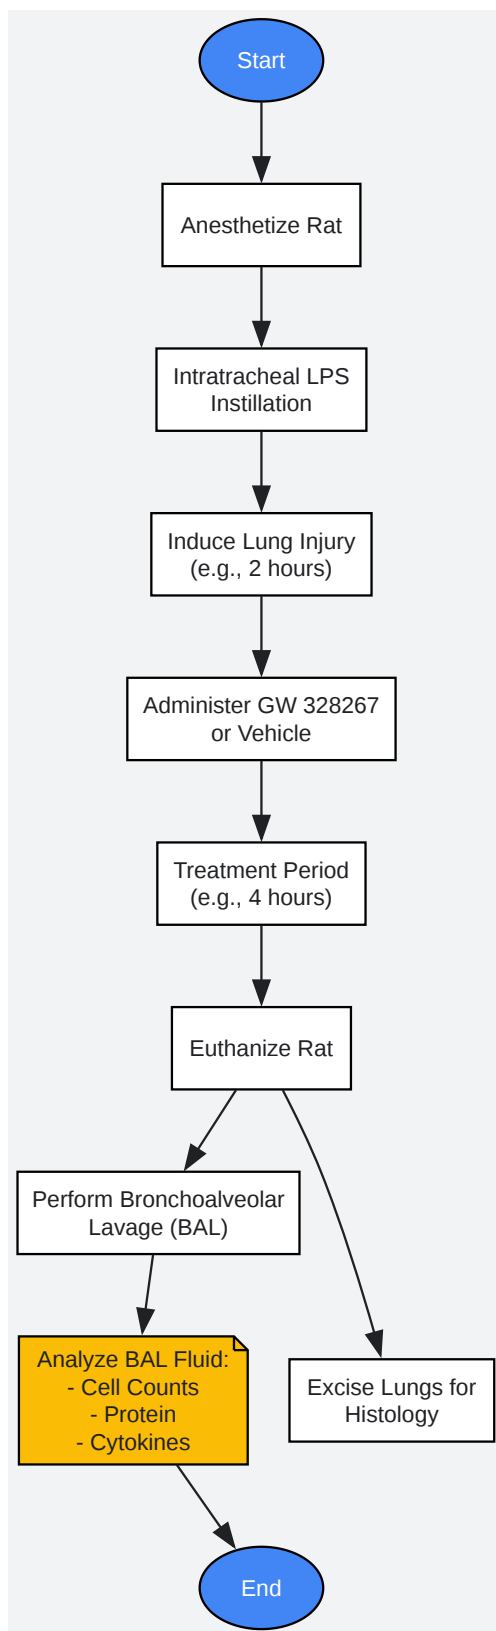 Start
Anesthetize Rat
Intratracheal LPS
Instillation
Induce Lung Injury
(e.g., 2 hours)
Administer GW 328267
or Vehicle
Treatment Period
(e.g., 4 hours)
Euthanize Rat
Perform Bronchoalveolar
Lavage (BAL)
Analyze BAL Fluid:
- Cell Counts
- Protein
- Cytokines
Excise Lungs for
Histology
End